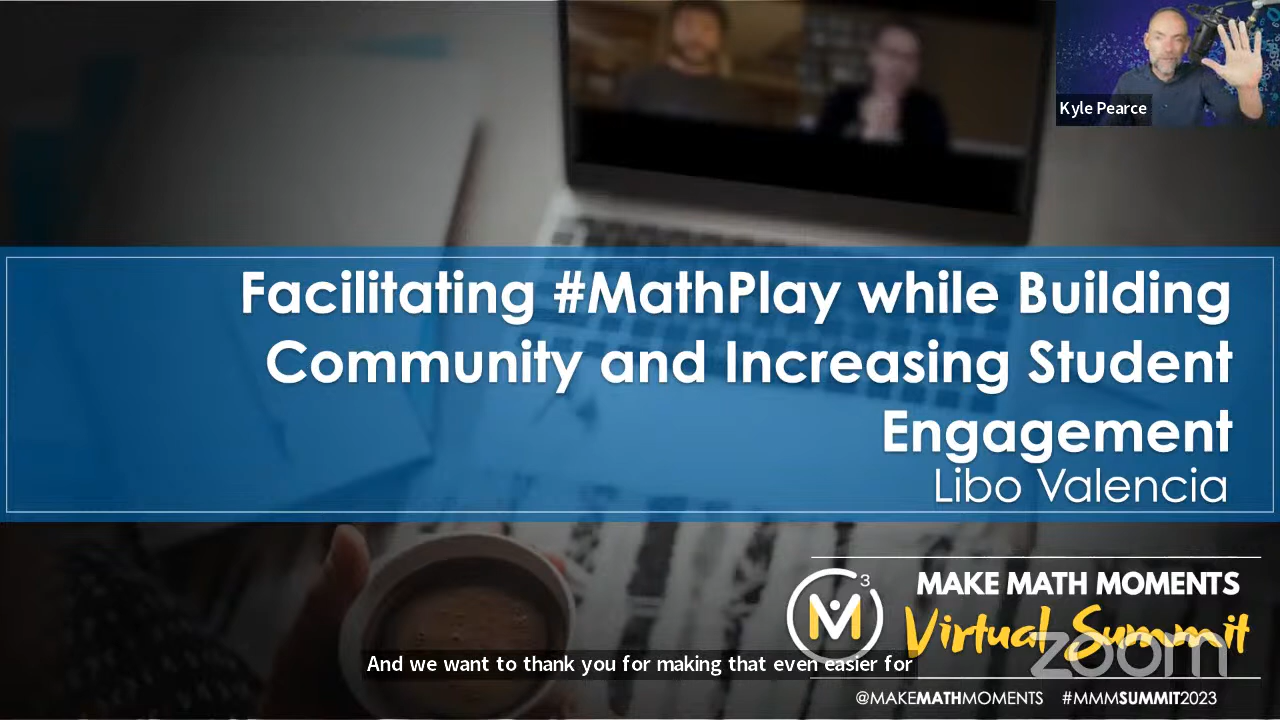 Kyle Pearce
Facilitating #MathPlay while Building
Community and Increasing Student
Engagement
Libo Valencia
M3
MAKE MATH MOMENTS
Virtual Summit
zoom
And we want to thank you for making that even easier for
@MAKEMATHMOMENTS #MMMSUMMIT2023